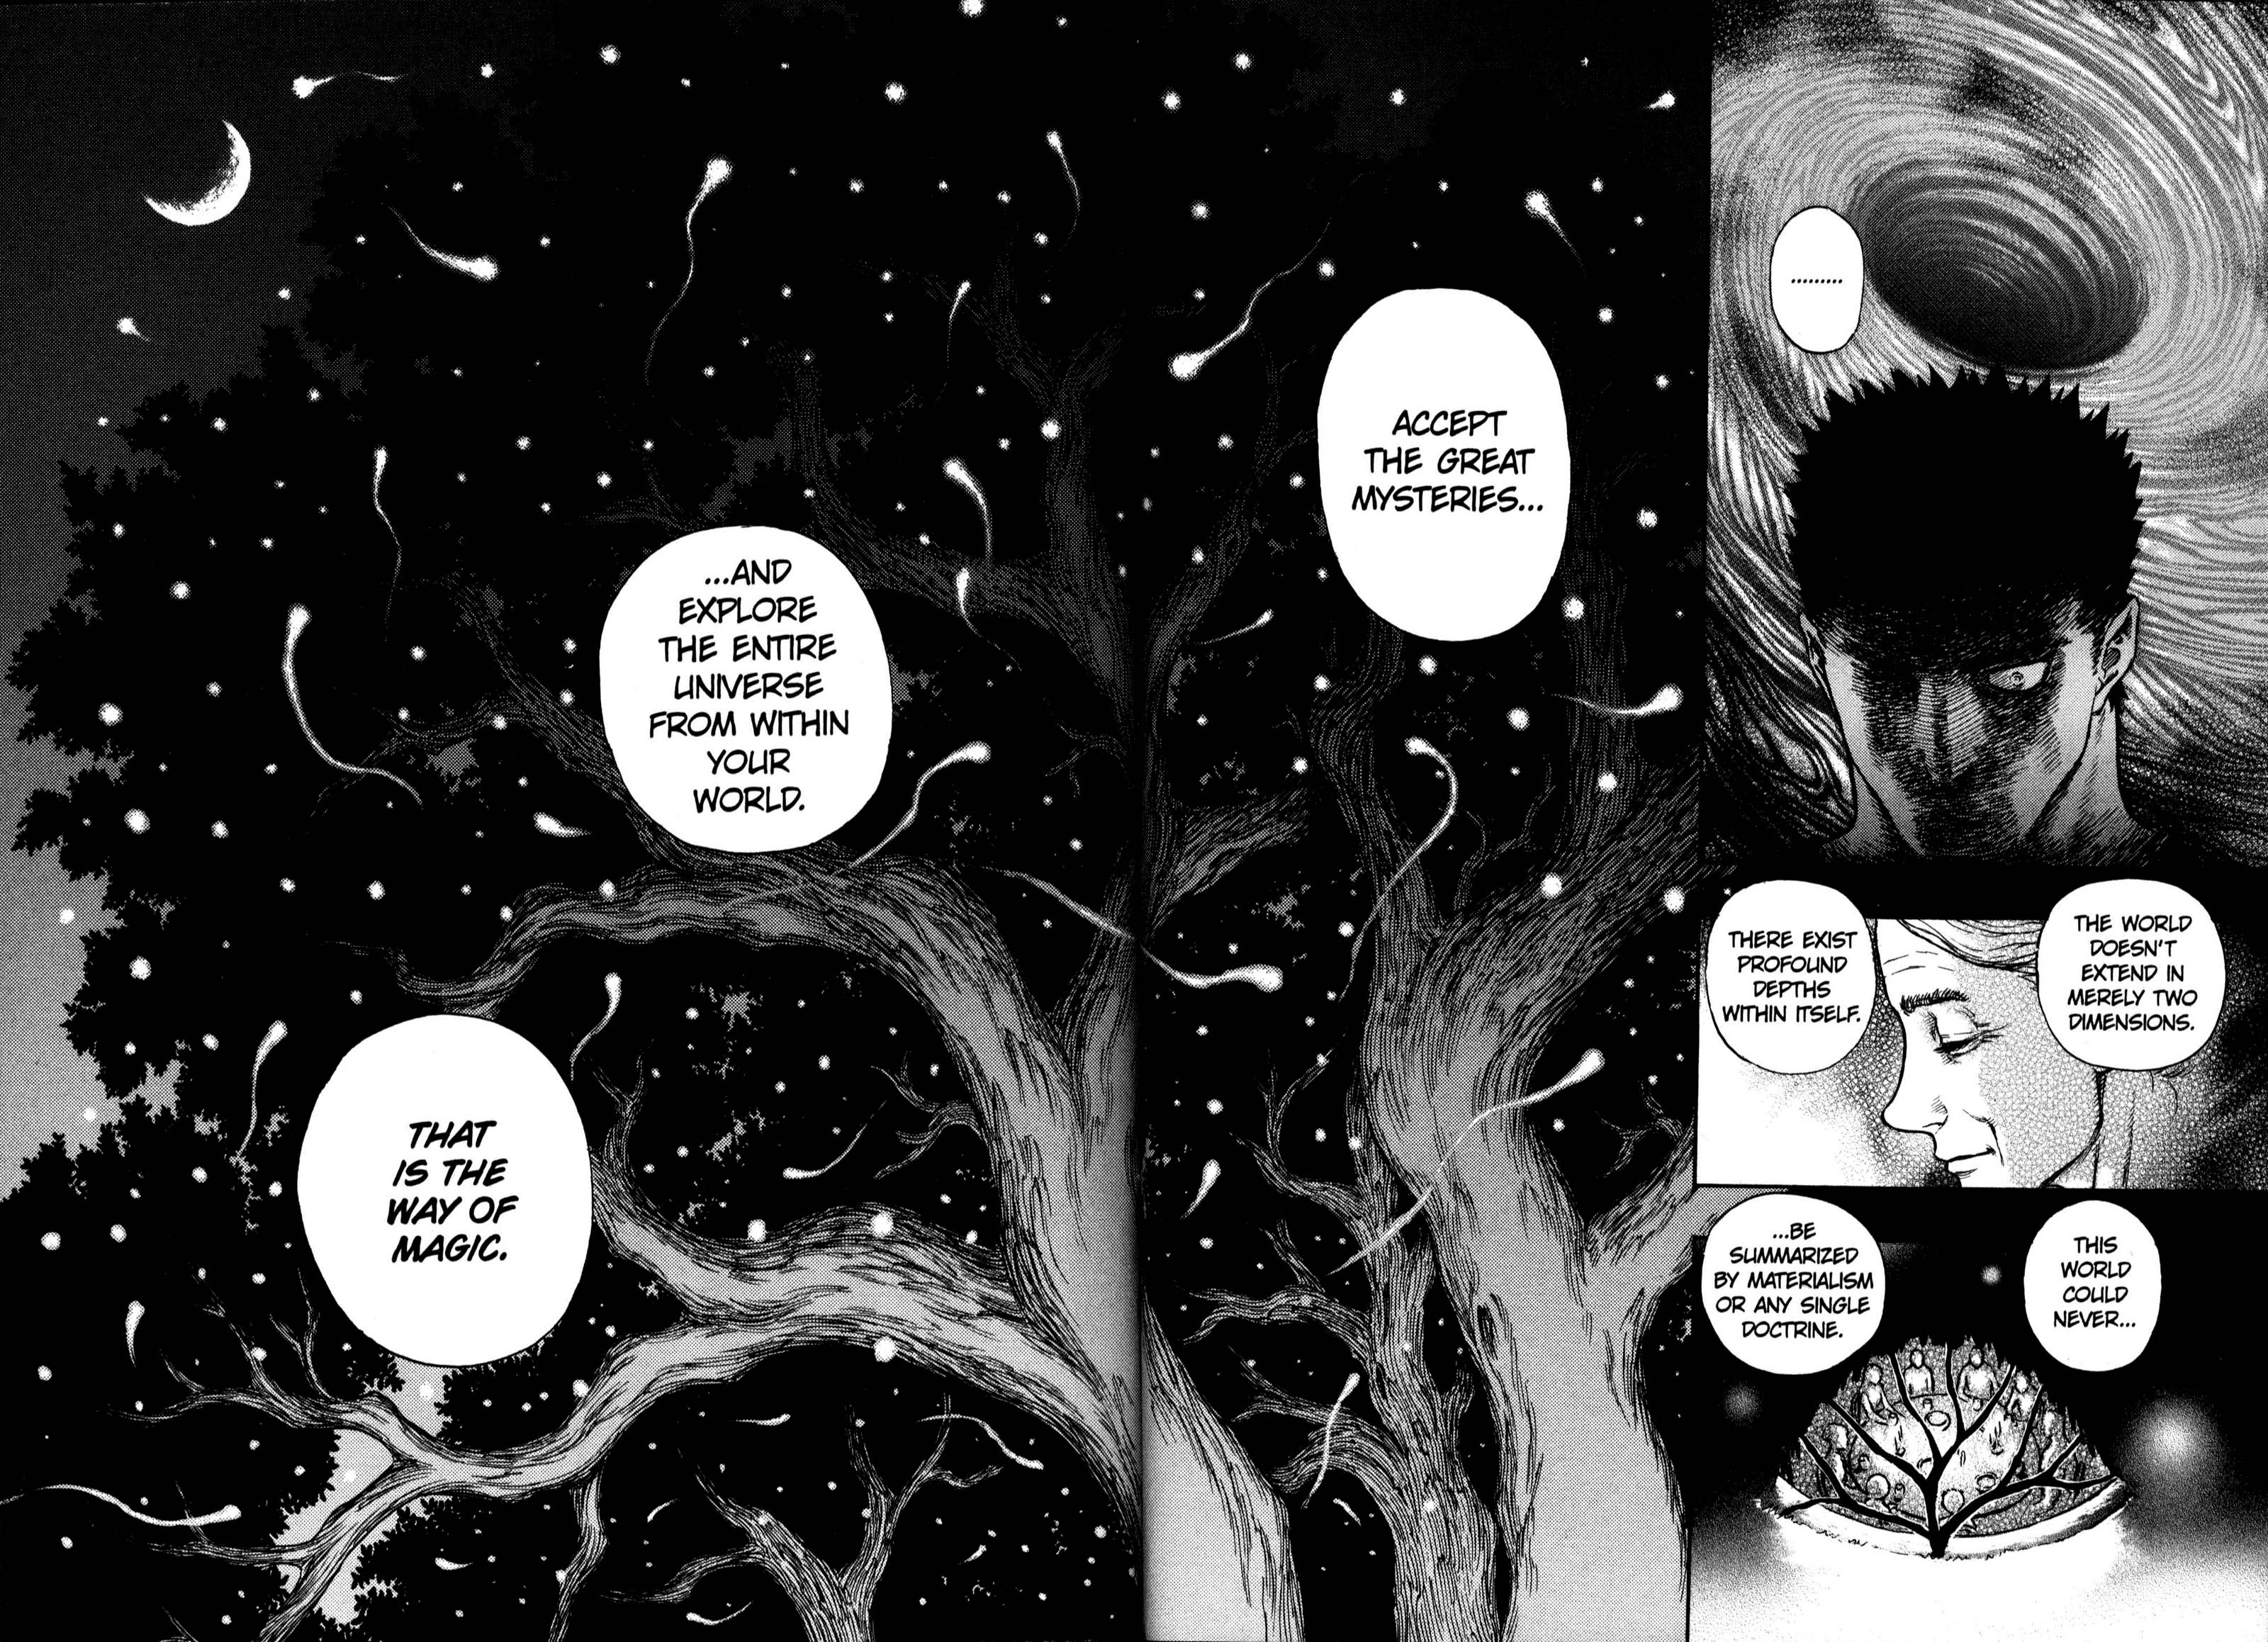 .........
THE WORLD
DOESN'T
EXTEND IN
MERELY TWO
DIMENSIONS.
THERE EXIST
PROFOUND
DEPTHS
WITHIN ITSELF.
THIS
WORLD
COULD
NEVER...
...BE
SUMMARIZED
BY MATERIALISM
OR ANY SINGLE
DOCTRINE.
ACCEPT
THE GREAT
MYSTERIES...
...AND
EXPLORE
THE ENTIRE
UNIVERSE
FROM WITHIN
YOUR
WORLD.
THAT
IS THE
WAY OF
MAGIC.